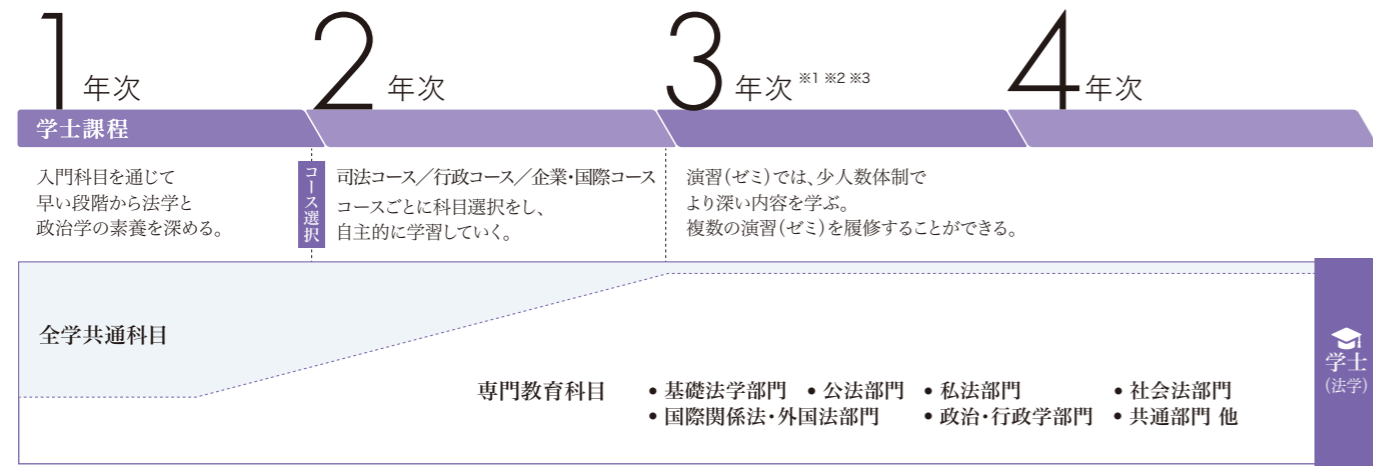 1年次
2年次
3年次 ※1 ※2 ※3
4年次
学士課程
入門科目を通じて
早い段階から法学と
政治学の素養を深める。
コース選択
司法コース／行政コース／企業・国際コース
コースごとに科目選択をし、
自主的に学習していく。
演習(ゼミ)では、少人数体制で
より深い内容を学ぶ。
複数の演習(ゼミ)を履修することができる。
全学共通科目
専門教育科目
• 基礎法学部門 • 公法部門 • 私法部門 • 社会法部門
• 国際関係法・外国法部門 • 政治・行政学部門 • 共通部門 他
学士
(法学)